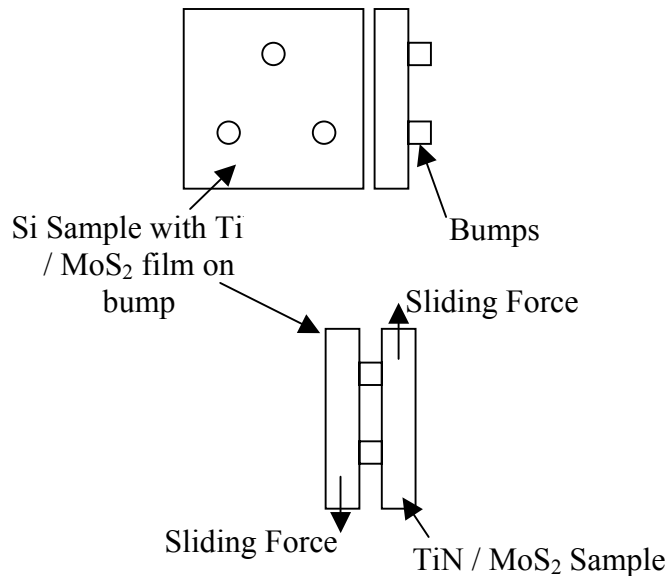 Si Sample with Ti
/ MoS₂ film on
bump
Bumps
Sliding Force
Sliding Force
TiN / MoS₂ Sample